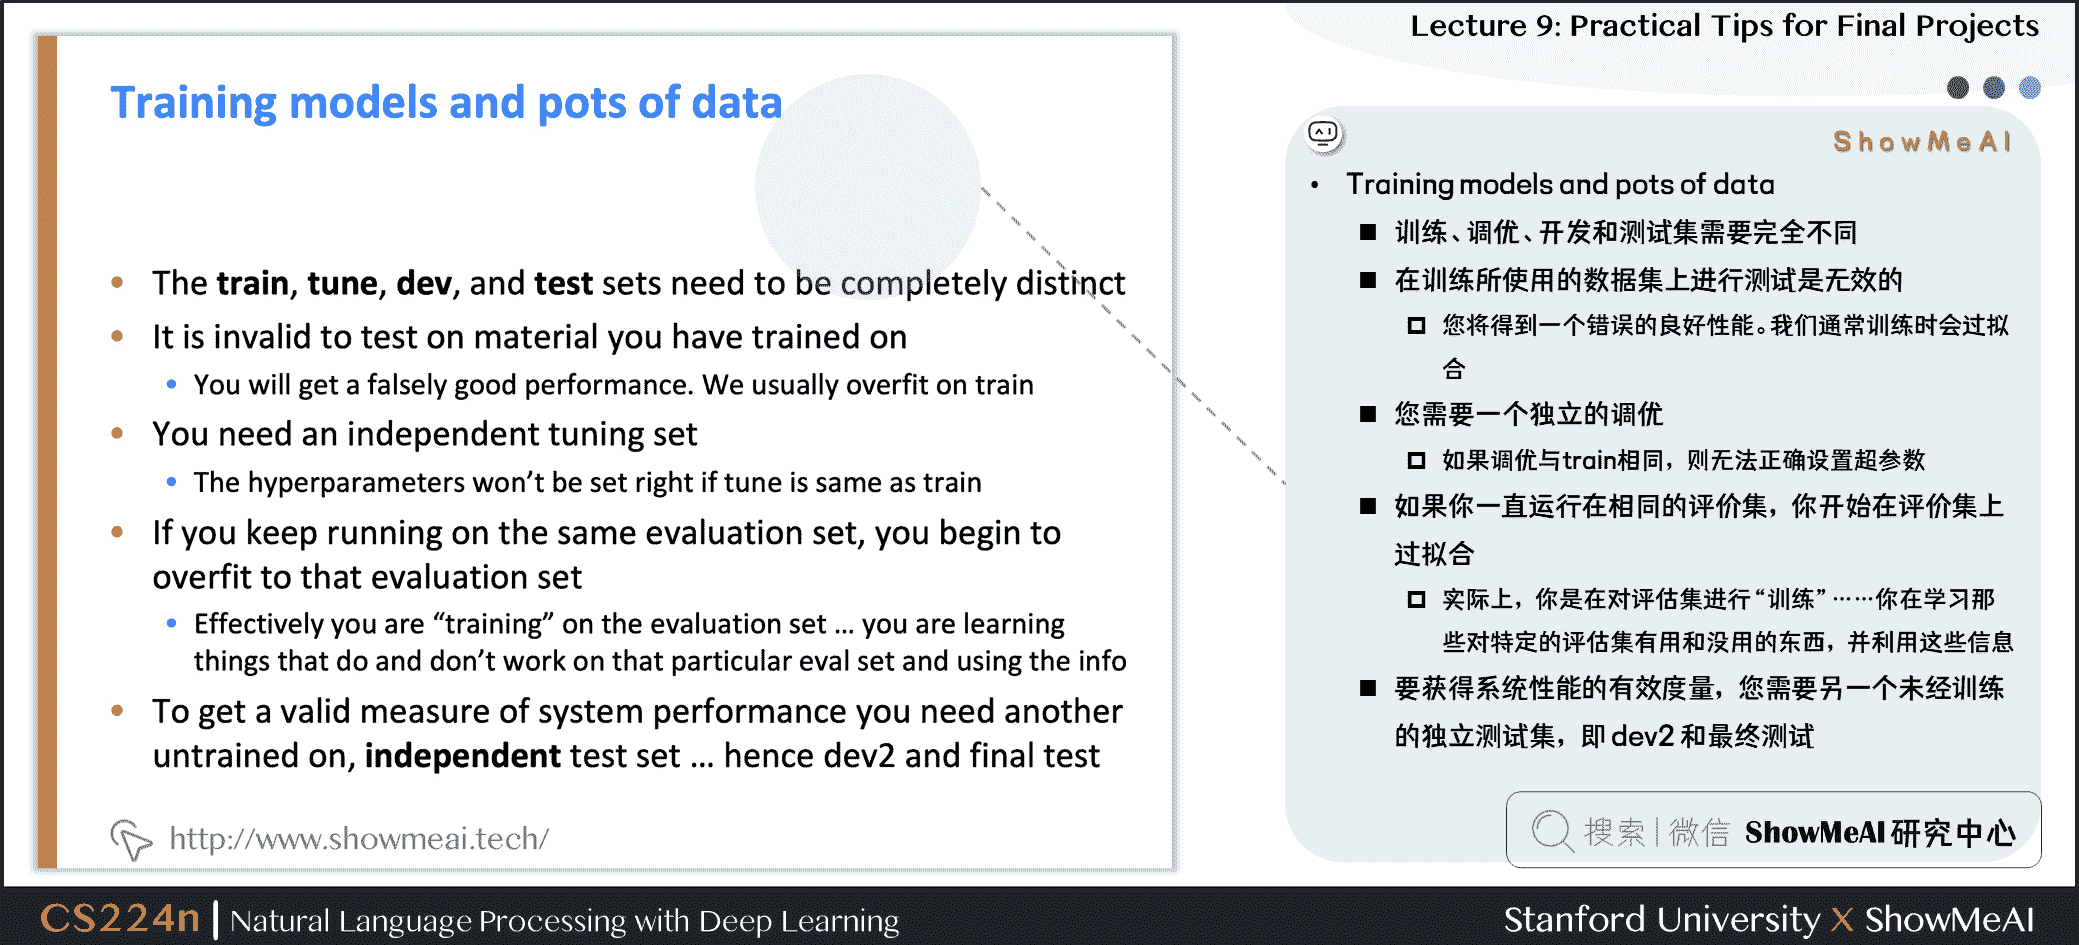 Lecture 9: Practical Tips for Final Projects
Training models and pots of data
The train, tune, dev, and test sets need to be completely distinct
It is invalid to test on material you have trained on
You will get a falsely good performance. We usually overfit on train
You need an independent tuning set
The hyperparameters won’t be set right if tune is same as train
If you keep running on the same evaluation set, you begin to
overfit to that evaluation set
Effectively you are “training” on the evaluation set … you are learning
things that do and don’t work on that particular eval set and using the info
To get a valid measure of system performance you need another
untrained on, independent test set … hence dev2 and final test
http://www.showmeai.tech/
ShowMeAI
Training models and pots of data
训练、调优、开发和测试集需要完全不同
在训练所使用的数据集上进行测试是无效的
您将得到一个错误的良好性能。我们通常训练时会过拟
合
您需要一个独立的调优
如果调优与train相同，则无法正确设置超参数
如果你一直运行在相同的评价集，你开始在评价集上
过拟合
实际上，你是在对评估集进行“训练”……你在学习那
些对特定的评估集有用和没用的东西，并利用这些信息
要获得系统性能的有效度量，您需要另一个未经训练
的独立测试集，即 dev2 和最终测试
搜索|微信 ShowMeAI 研究中心
CS224n | Natural Language Processing with Deep Learning
Stanford University X ShowMeAI